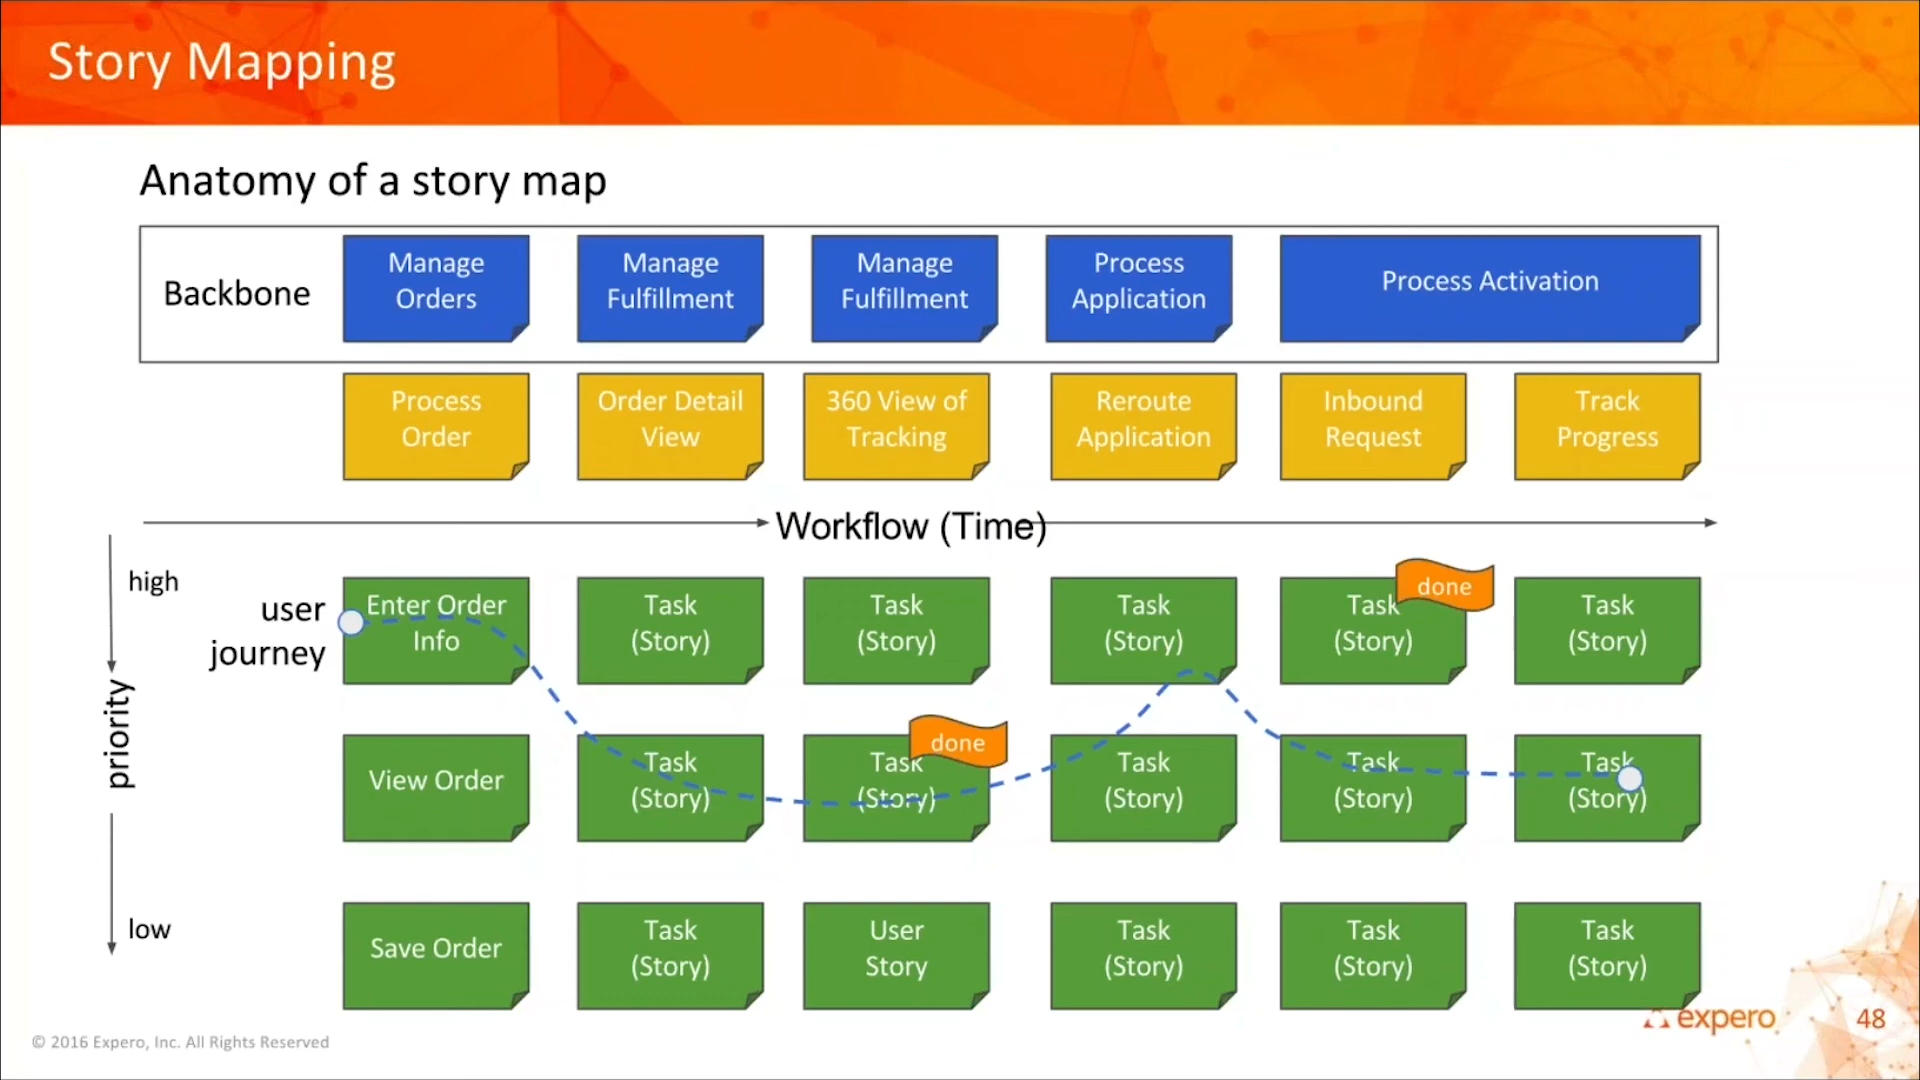 Story Mapping
Anatomy of a story map
Backbone
Manage
Orders
Manage
Fulfillment
Manage
Fulfillment
Process
Application
Process Activation
Process
Order
Order Detail
View
360 View of
Tracking
Reroute
Application
Inbound
Request
Track
Progress
Workflow (Time)
high
priority
low
user
journey
Enter Order
Info
Task
(Story)
Task
(Story)
Task
(Story)
Task
(Story)
done
Task
(Story)
View Order
Task
(Story)
Task
(Story)
done
Task
(Story)
Task
(Story)
Task
(Story)
Save Order
Task
(Story)
User
Story
Task
(Story)
Task
(Story)
Task
(Story)
© 2016 Expero, Inc. All Rights Reserved
expero
48